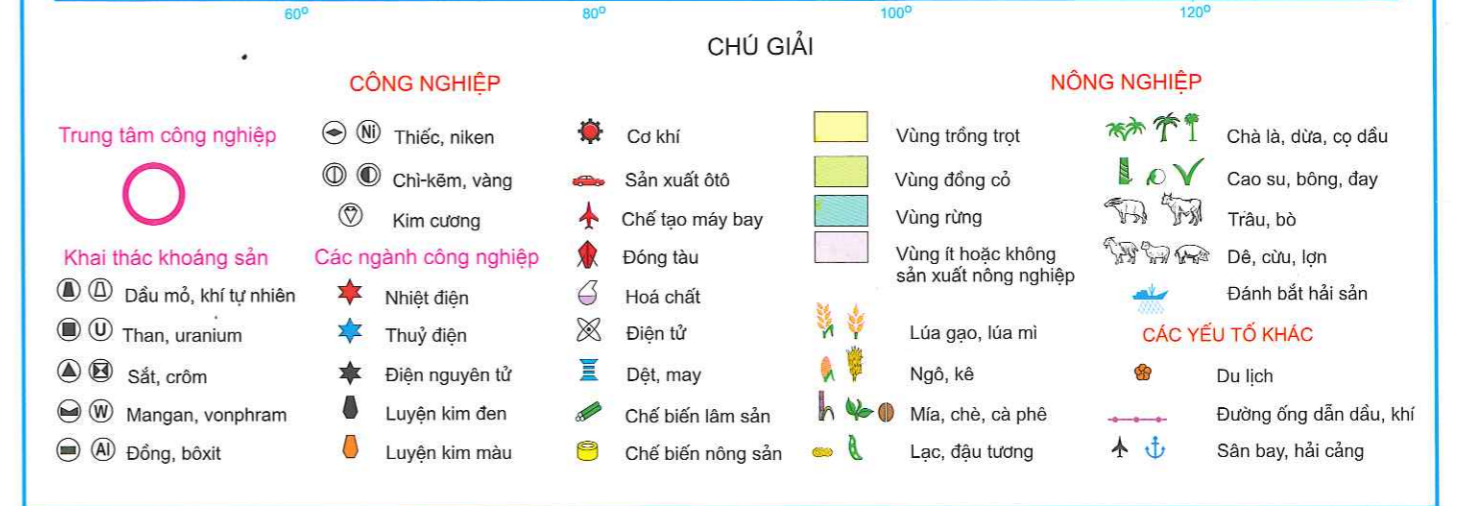 60º 80º 100º 120º
CHÚ GIẢI
CÔNG NGHIỆP
Trung tâm công nghiệp
Khai thác khoáng sản
Dầu mỏ, khí tự nhiên
U Than, uranium
Sắt, crôm
W Mangan, vonphram
Al Đồng, bôxit
Ni Thiếc, niken
Chì-kẽm, vàng
Kim cương
Các ngành công nghiệp
Nhiệt điện
Thuỷ điện
Điện nguyên tử
Luyện kim đen
Luyện kim màu
Cơ khí
Sản xuất ôtô
Chế tạo máy bay
Đóng tàu
Hoá chất
Điện tử
Dệt, may
Chế biến lâm sản
Chế biến nông sản
NÔNG NGHIỆP
Vùng trồng trọt
Vùng đồng cỏ
Vùng rừng
Vùng ít hoặc không
sản xuất nông nghiệp
Lúa gạo, lúa mì
Ngô, kê
Mía, chè, cà phê
Lạc, đậu tương
Chà là, dừa, cọ dầu
Cao su, bông, đay
Trâu, bò
Dê, cừu, lợn
Đánh bắt hải sản
CÁC YẾU TỐ KHÁC
Du lịch
Đường ống dẫn dầu, khí
Sân bay, hải cảng